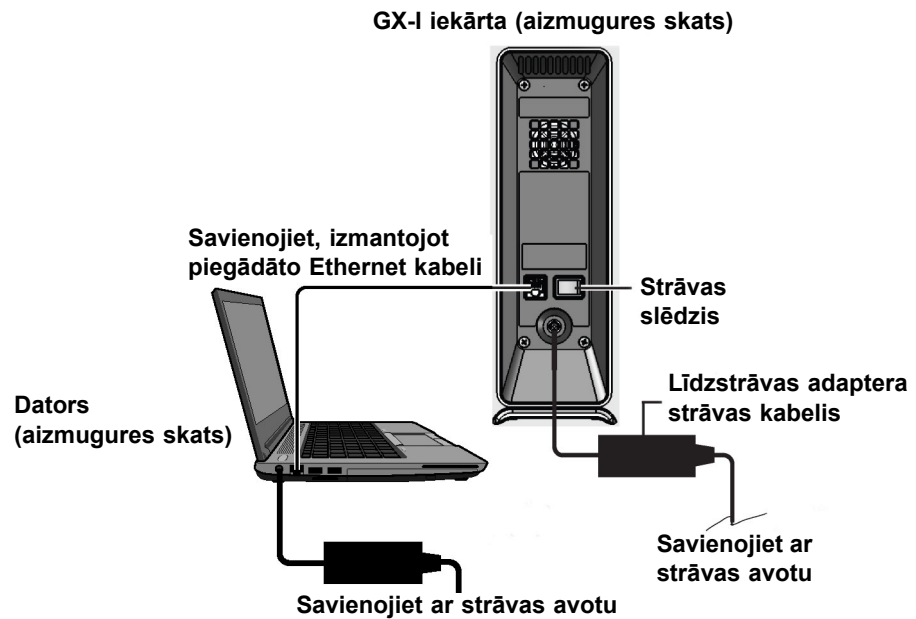 GX-I iekārta (aizmugures skats)
Savienojiet, izmantojot
piegādāto Ethernet kabeli
Strāvas
slēdzis
Līdzstrāvas adaptera
strāvas kabelis
Dators
(aizmugures skats)
Savienojiet ar
strāvas avotu
Savienojiet ar strāvas avotu